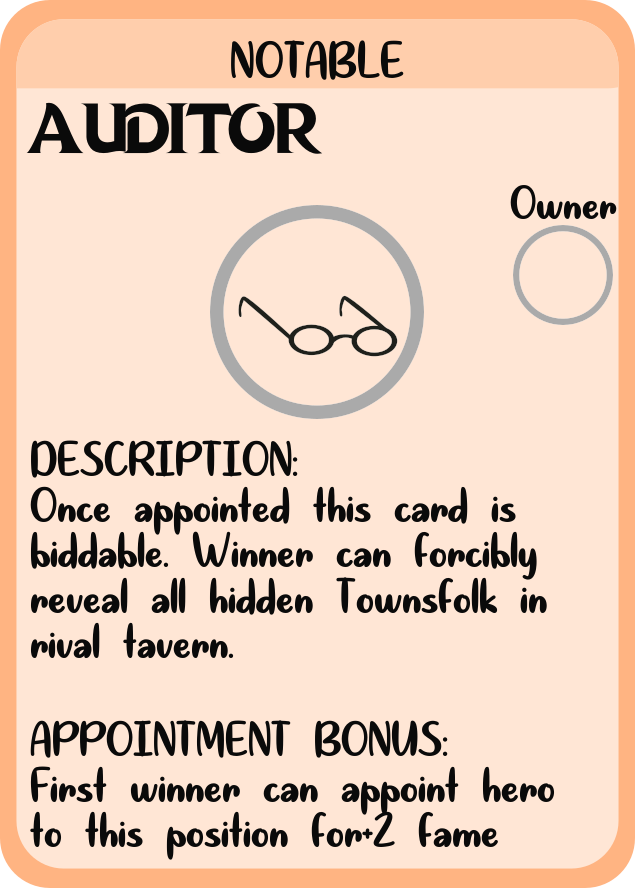 NOTABLE
AUDITOR
Owner
DESCRIPTION:
Once appointed this card is
biddable. Winner can forcibly
reveal all hidden Townsfolk in
rival tavern.
APPOINTMENT BONUS:
First winner can appoint hero
to this position for+2 fame